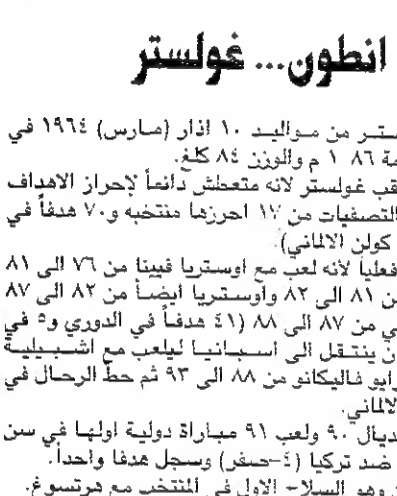 انطون... غولستر
ستر من مواليد ١٠ اذار (مارس) ١٩٦٤ في
مة ٨٦ ١ م والوزن ٨٤ كلغ.
قب غولستر لانه متعطش دائماً لإحراز الاهداف
التصفيات من ١٧ احرزها منتخبه و٧٠ هدفاً في
كولن الالماني)
فعلياً لأنه لعب مع اوستريا فيينا من ٧٦ الى ٨١
ن ٨١ الى ٨٢ واوستريا ايضاً من ٨٢ الى ٨٧
ي من ٨٧ الى ٨٨ (٤١ هدفاً في الدوري و٥ في
ن ينتقل الى اسبانيا ليلعب مع اشبيلية
رايو فاليكانو من ٨٨ الى ٩٣ ثم حطّ الرحال في
لالماني.
ديال ٩٠ ولعب ٩١ مباراة دولية اولها في سن
ضد تركيا (٤-صفر) وسجل هدفاً واحداً.
وهو السلاح الاول في المنتخب مع هرتسوغ.